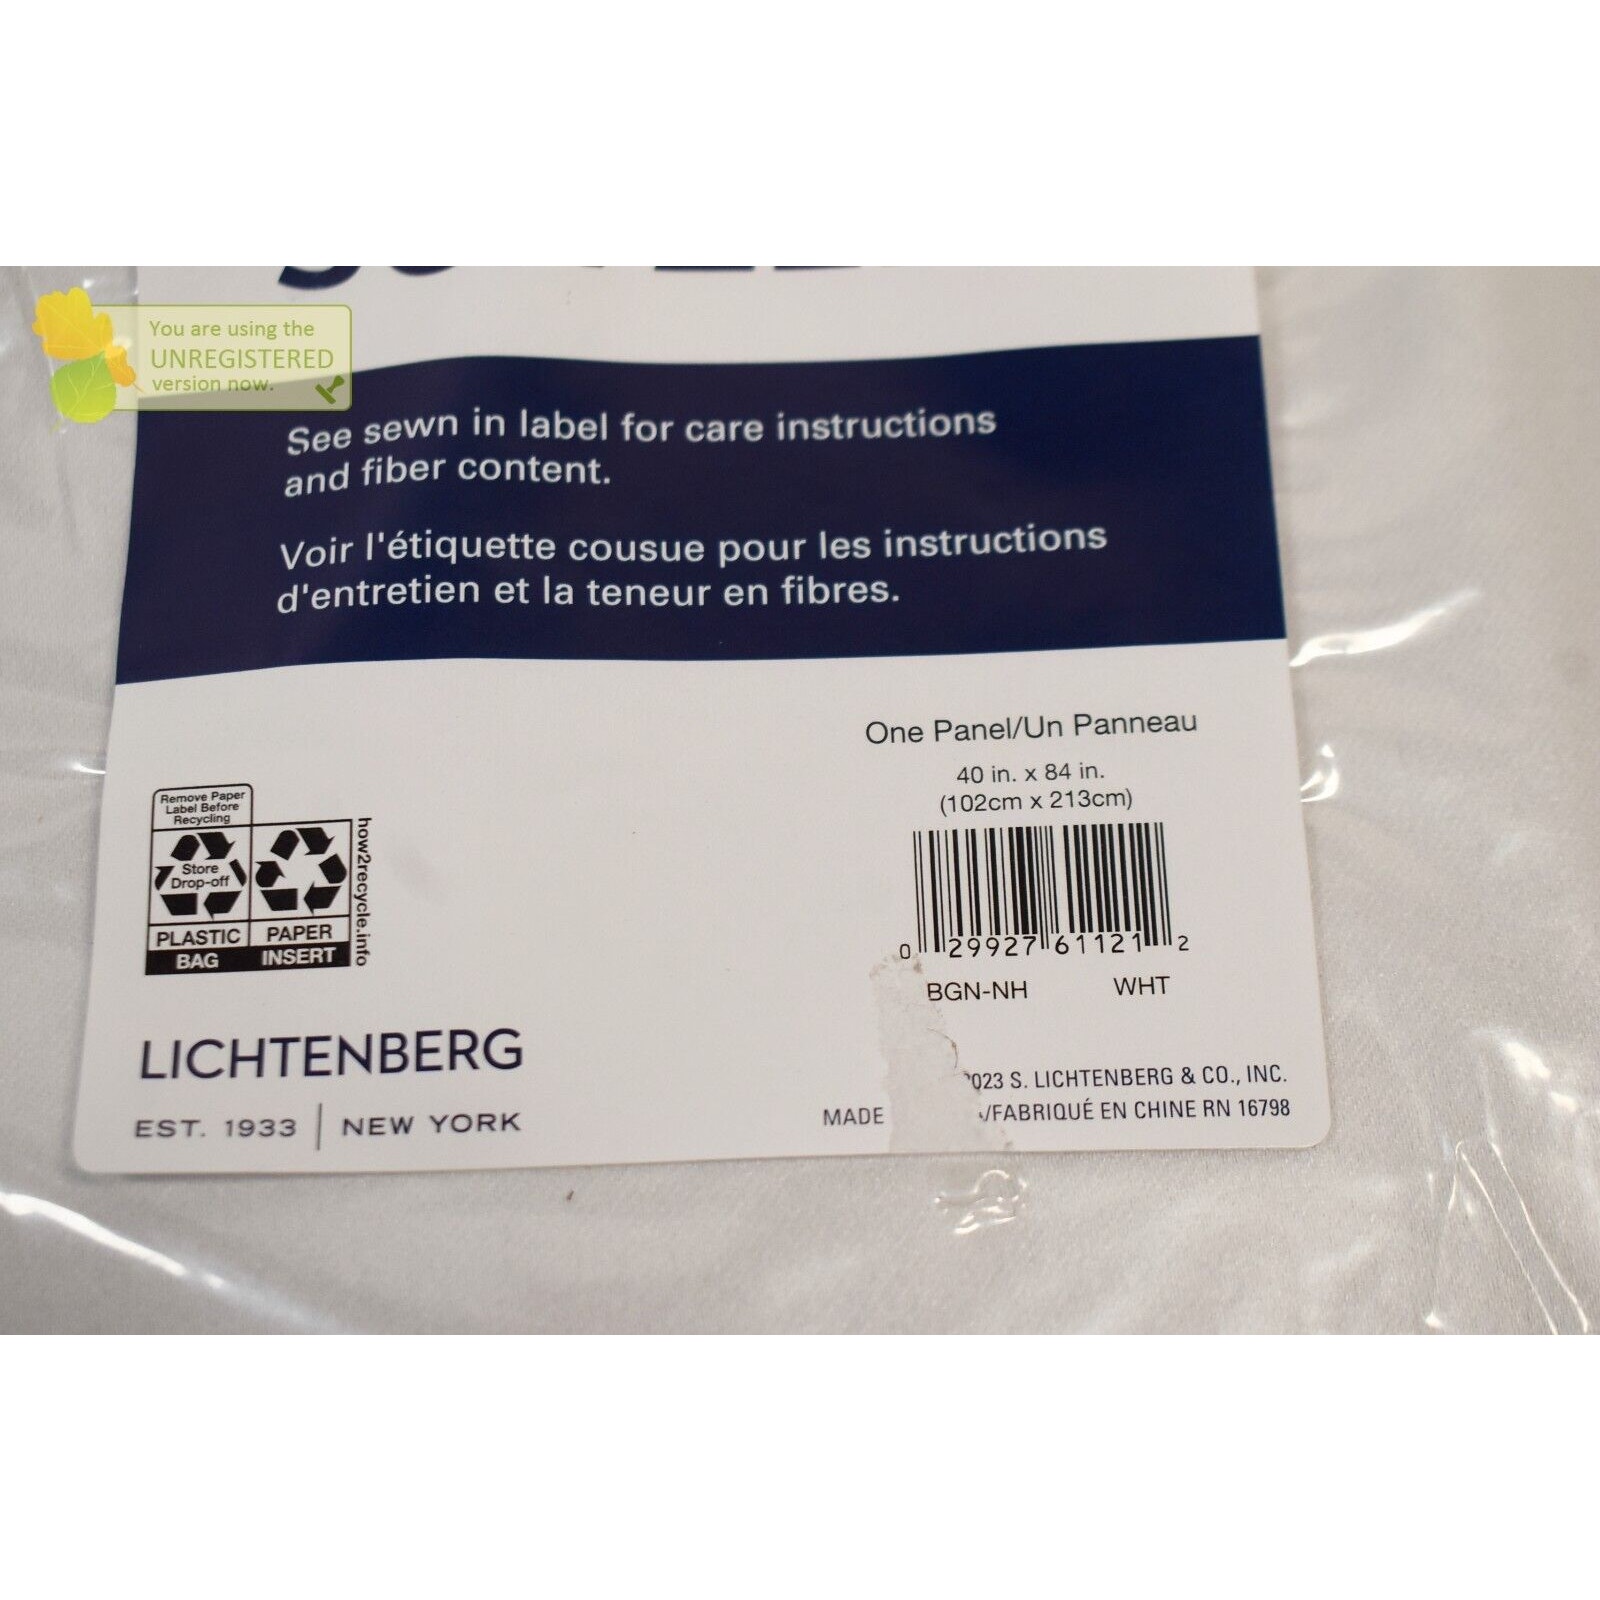 You are using the
UNREGISTERED
version now.
See sewn in label for care instructions
and fiber content.
Voir l'étiquette cousue pour les instructions
d'entretien et la teneur en fibres.
One Panel/Un Panneau
40 in. x 84 in.
(102cm x 213cm)
0 29927 61121 2
BGN-NH WHT
Remove Paper
Label Before
Recycling
Store
Drop-off
PLASTIC
BAG
PAPER
INSERT
how2recycle.info
LICHTENBERG
EST. 1933 | NEW YORK
023 S. LICHTENBERG & CO., INC.
MADE /FABRIQUÉ EN CHINE RN 16798